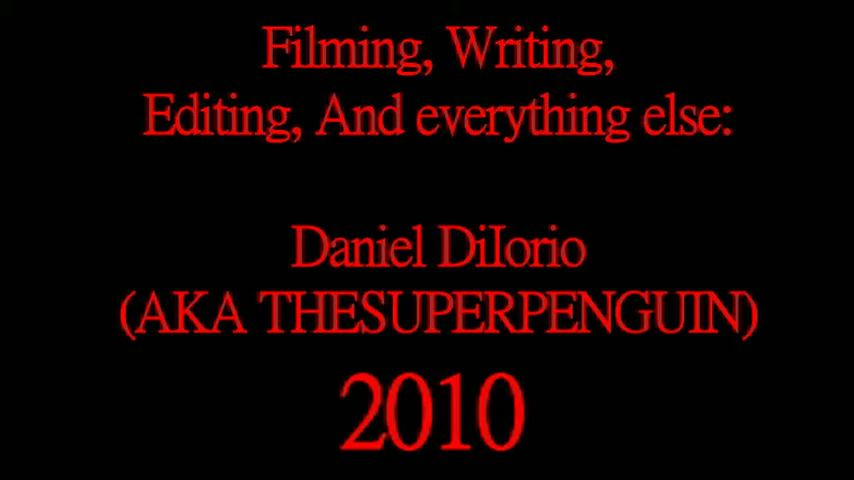 Filming, Writing,
Editing, And everything else:
Daniel DiIorio
(AKA THESUPERPENGUIN)
2010